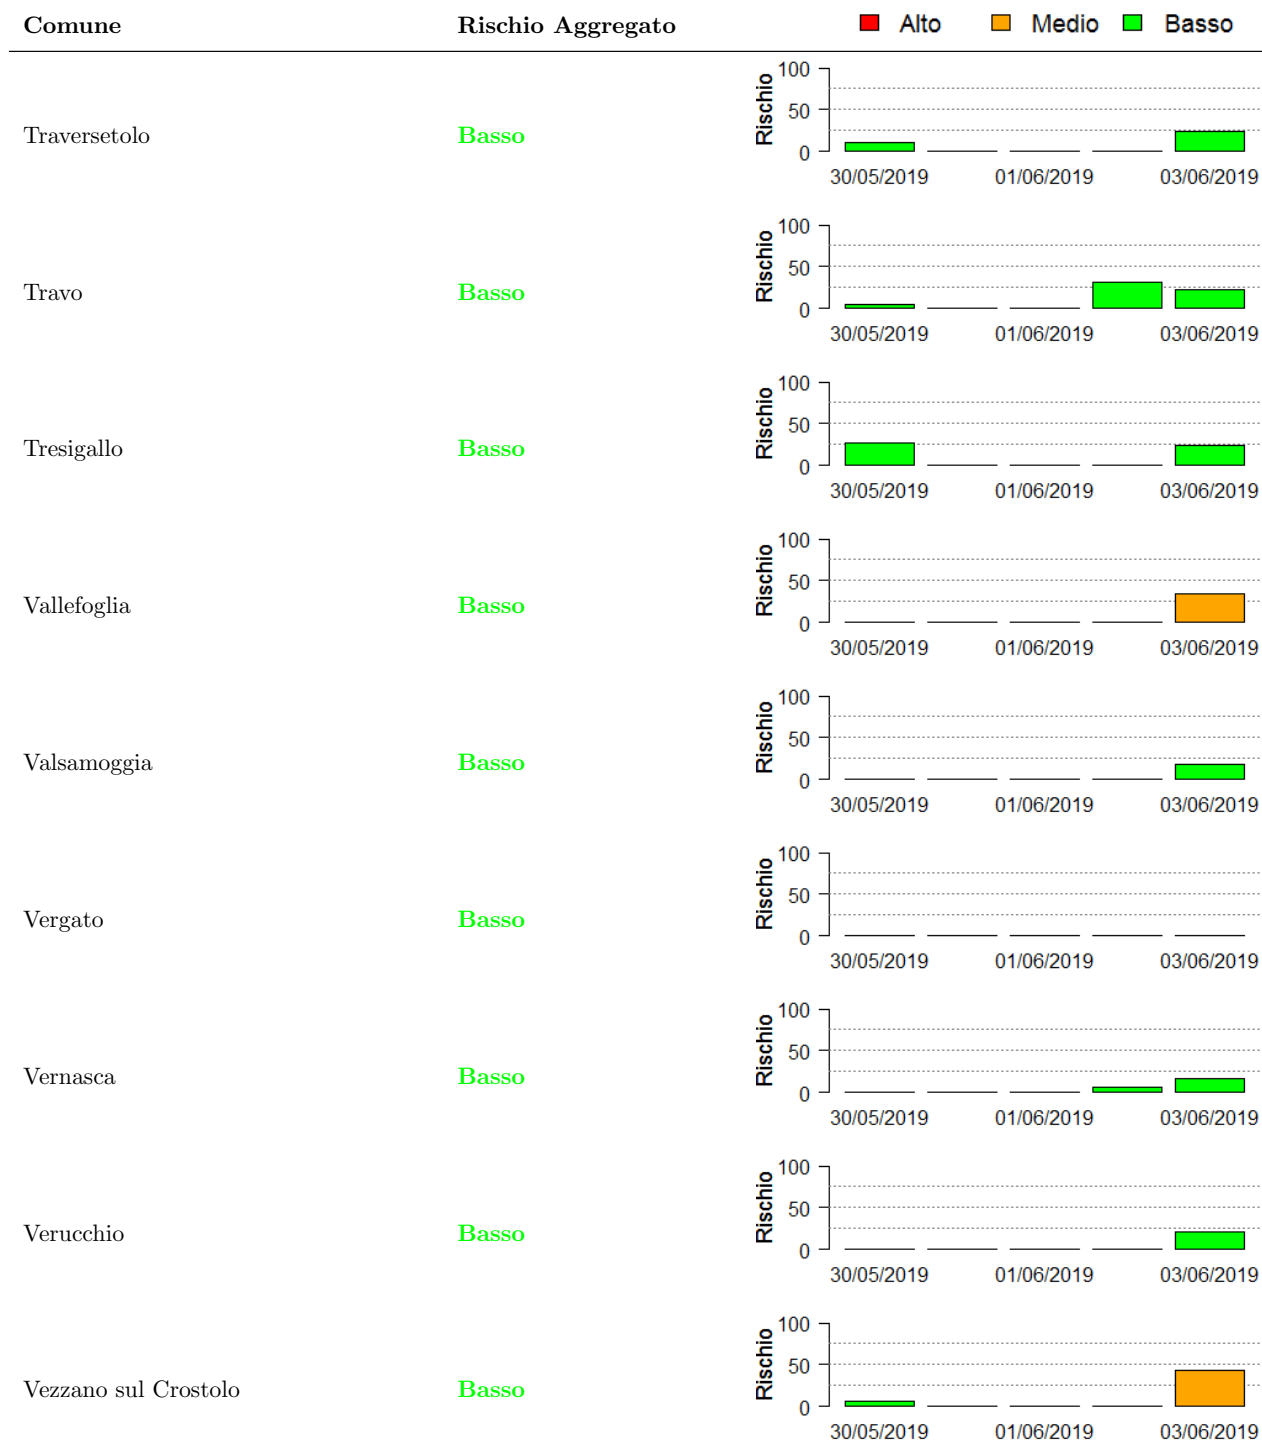 Comune Rischio Aggregato Alto Medio Basso
Traversetolo Basso
Rischio
100
50
0
30/05/2019 01/06/2019 03/06/2019
Travo Basso
Rischio
100
50
0
30/05/2019 01/06/2019 03/06/2019
Tresigallo Basso
Rischio
100
50
0
30/05/2019 01/06/2019 03/06/2019
Vallefoglia Basso
Rischio
100
50
0
30/05/2019 01/06/2019 03/06/2019
Valsamoggia Basso
Rischio
100
50
0
30/05/2019 01/06/2019 03/06/2019
Vergato Basso
Rischio
100
50
0
30/05/2019 01/06/2019 03/06/2019
Vernasca Basso
Rischio
100
50
0
30/05/2019 01/06/2019 03/06/2019
Verucchio Basso
Rischio
100
50
0
30/05/2019 01/06/2019 03/06/2019
Vezzano sul Crostolo Basso
Rischio
100
50
0
30/05/2019 01/06/2019 03/06/2019